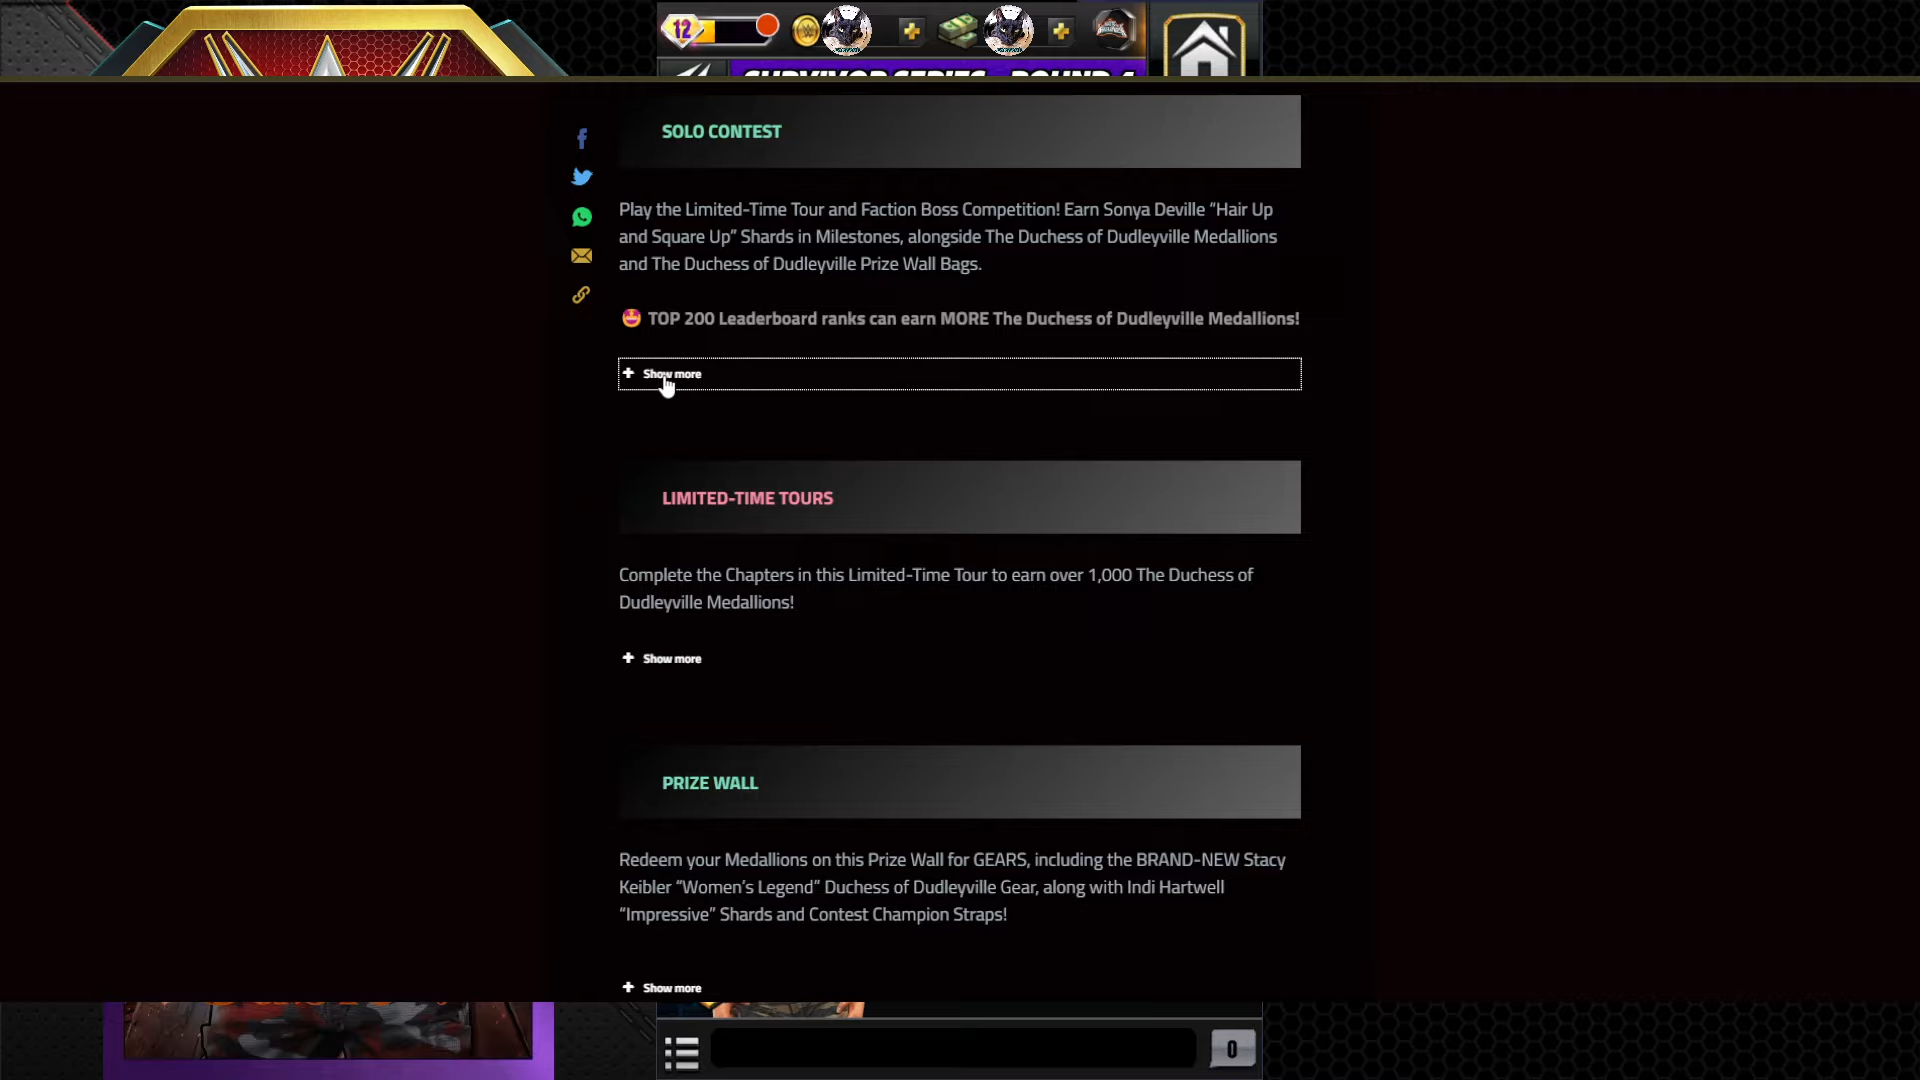 12
SURVIVOR SERIES - ROUND 4
SOLO CONTEST
Play the Limited-Time Tour and Faction Boss Competition! Earn Sonya Deville “Hair Up
and Square Up” Shards in Milestones, alongside The Duchess of Dudleyville Medallions
and The Duchess of Dudleyville Prize Wall Bags.
TOP 200 Leaderboard ranks can earn MORE The Duchess of Dudleyville Medallions!
Show more
LIMITED-TIME TOURS
Complete the Chapters in this Limited-Time Tour to earn over 1,000 The Duchess of
Dudleyville Medallions!
Show more
PRIZE WALL
Redeem your Medallions on this Prize Wall for GEARS, including the BRAND-NEW Stacy
Keibler “Women’s Legend” Duchess of Dudleyville Gear, along with Indi Hartwell
“Impressive” Shards and Contest Champion Straps!
Show more
0